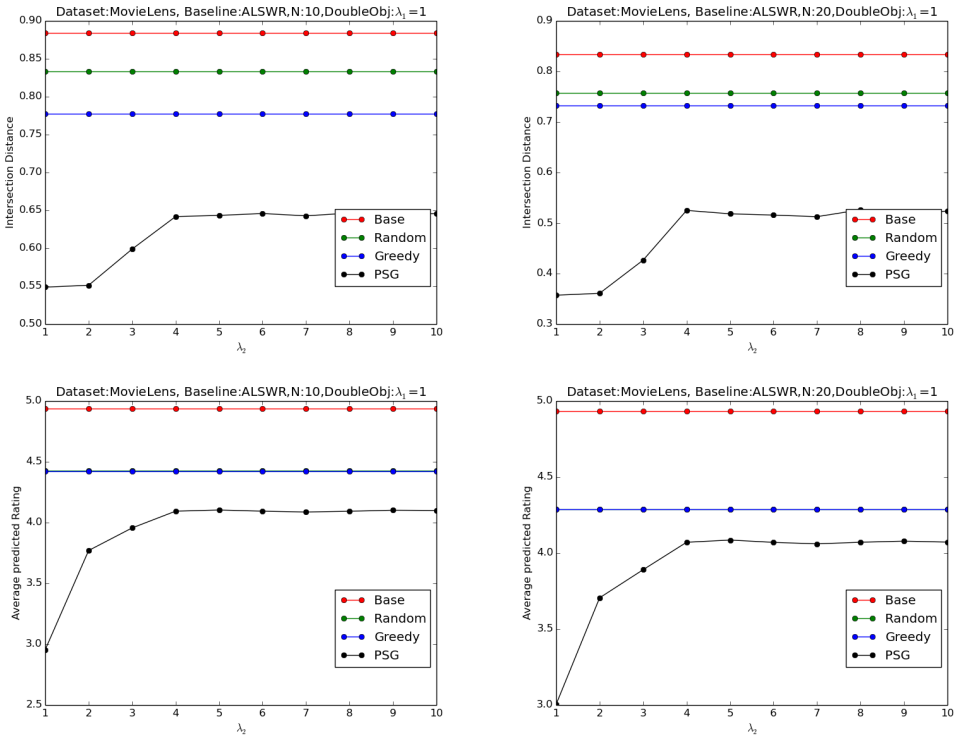 Dataset:MovieLens, Baseline:ALSWR,N:10,DoubleObj:λ₁=1
0.90
0.85
0.80
0.75
0.70
0.65
0.60
0.55
0.50
Intersection Distance
1 2 3 4 5 6 7 8 9 10
λ₂
Base
Random
Greedy
PSG
Dataset:MovieLens, Baseline:ALSWR,N:20,DoubleObj:λ₁=1
0.9
0.8
0.7
0.6
0.5
0.4
0.3
Intersection Distance
1 2 3 4 5 6 7 8 9 10
λ₂
Base
Random
Greedy
PSG
Dataset:MovieLens, Baseline:ALSWR,N:10,DoubleObj:λ₁=1
5.0
4.5
4.0
3.5
3.0
2.5
Average predicted Rating
1 2 3 4 5 6 7 8 9 10
λ₂
Base
Random
Greedy
PSG
Dataset:MovieLens, Baseline:ALSWR,N:20,DoubleObj:λ₁=1
5.0
4.5
4.0
3.5
3.0
Average predicted Rating
1 2 3 4 5 6 7 8 9 10
λ₂
Base
Random
Greedy
PSG